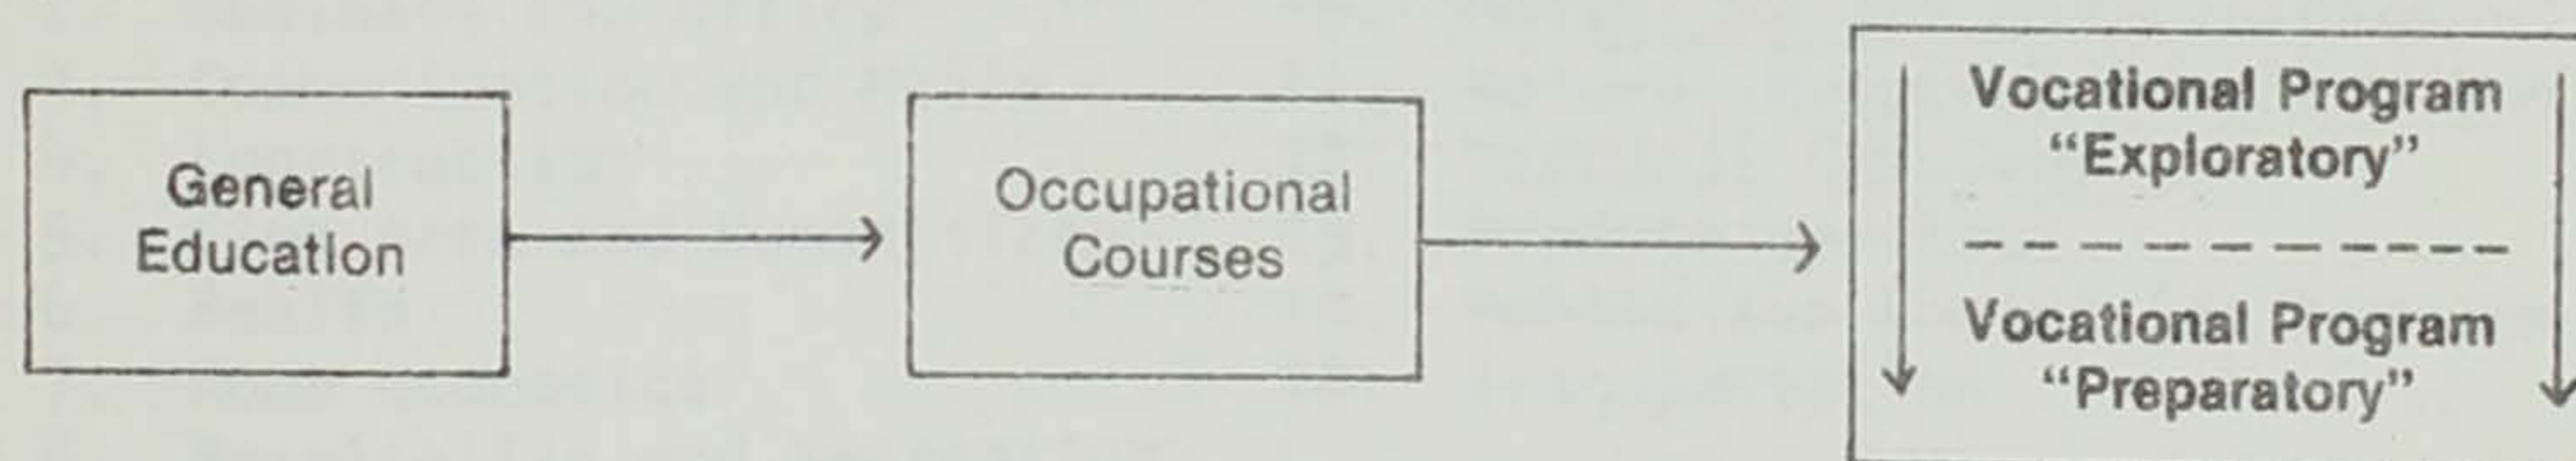 General
Education
Occupational
Courses
Vocational Program
“Exploratory”
Vocational Program
“Preparatory”